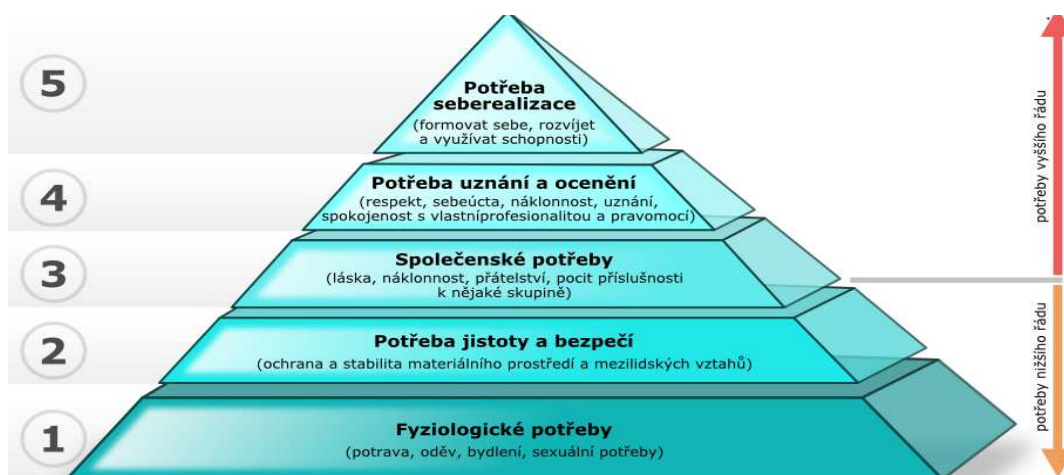 5
Potřeba
seberealizace
(formovat sebe, rozvíjet
a využívat schopnosti)
4
Potřeba uznání a ocenění
(respekt, sebeúcta, náklonnost, uznání,
spokojenost s vlastníprofesionalitou a pravomocí)
3
Společenské potřeby
(láska, náklonnost, přátelství, pocit příslušnosti
k nějaké skupině)
2
Potřeba jistoty a bezpečí
(ochrana a stabilita materiálního prostředí a mezilidských vztahů)
1
Fyziologické potřeby
(potrava, oděv, bydlení, sexuální potřeby)
potřeby vyššího řádu
potřeby nižšího řádu